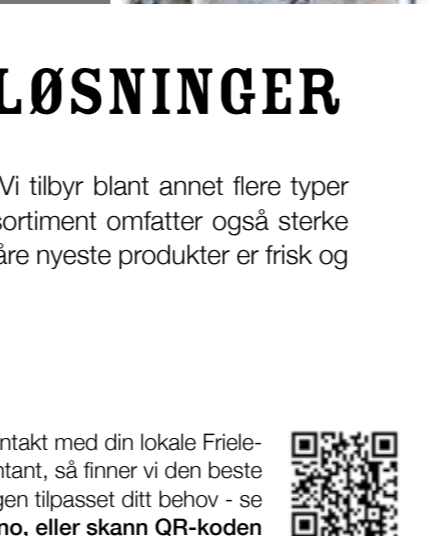 LØSNINGER
Vi tilbyr blant annet flere typer
sortiment omfatter også sterke
åre nyeste produkter er frisk og
ntakt med din lokale Friele-
ntant, så finner vi den beste
gen tilpasset ditt behov - se
no, eller skann QR-koden